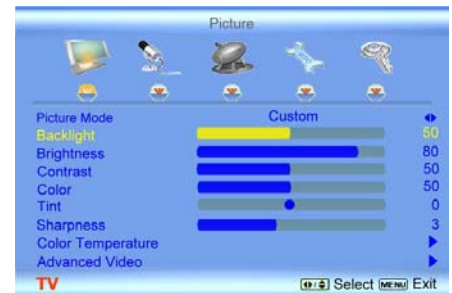 Picture
Picture Mode Custom
Backlight 50
Brightness 80
Contrast 50
Color 50
Tint 0
Sharpness 3
Color Temperature
Advanced Video
TV Select MENU Exit